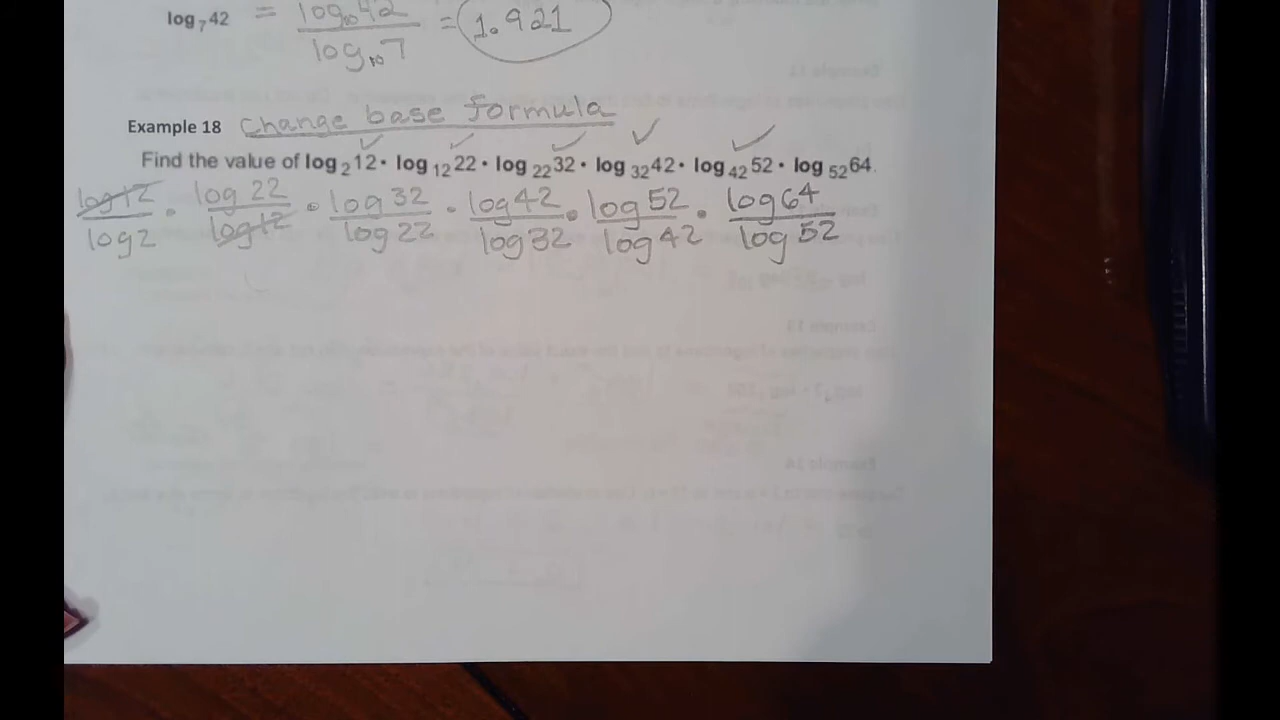 log₇42 = log₁₀42 / log₁₀7 = 1.921
Example 18 change base formula
Find the value of log₂12 · log₁₂22 · log₂₂32 · log₃₂42 · log₄₂52 · log₅₂64.
log12 / log2 · log22 / log12 · log32 / log22 · log42 / log32 · log52 / log42 · log64 / log52